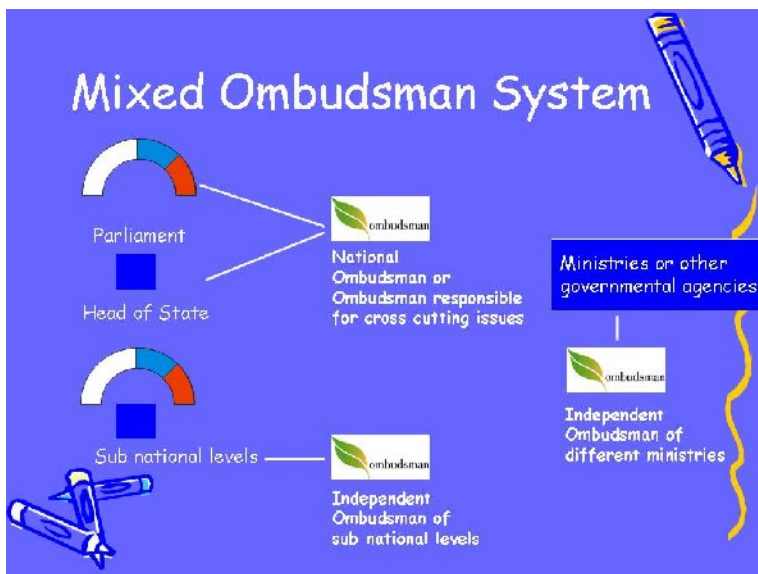 Mixed Ombudsman System
Parliament
Head of State
ombudsman
National
Ombudsman or
Ombudsman responsible
for cross cutting issues
Ministries or other
governmental agencies
ombudsman
Independent
Ombudsman of
different ministries
Sub national levels
ombudsman
Independent
Ombudsman of
sub national levels